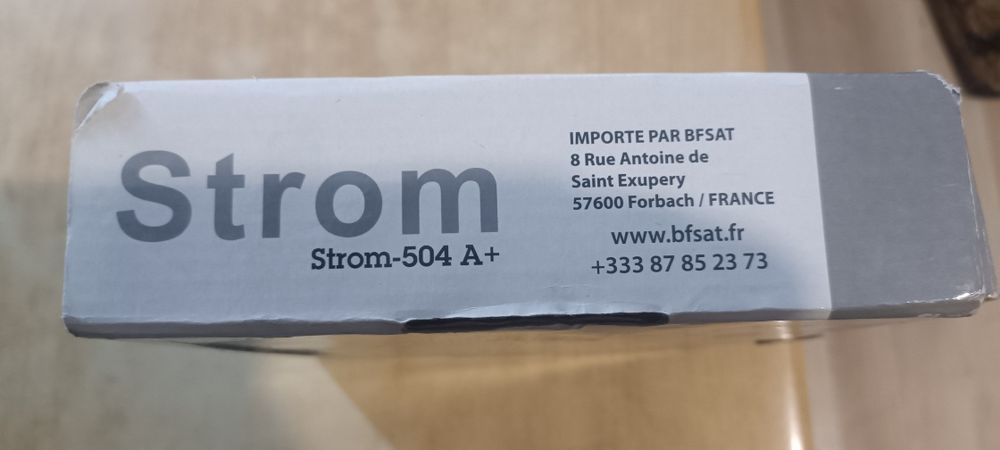 Strom
Strom-504 A+
IMPORTE PAR BFSAT
8 Rue Antoine de
Saint Exupery
57600 Forbach / FRANCE
www.bfsat.fr
+333 87 85 23 73